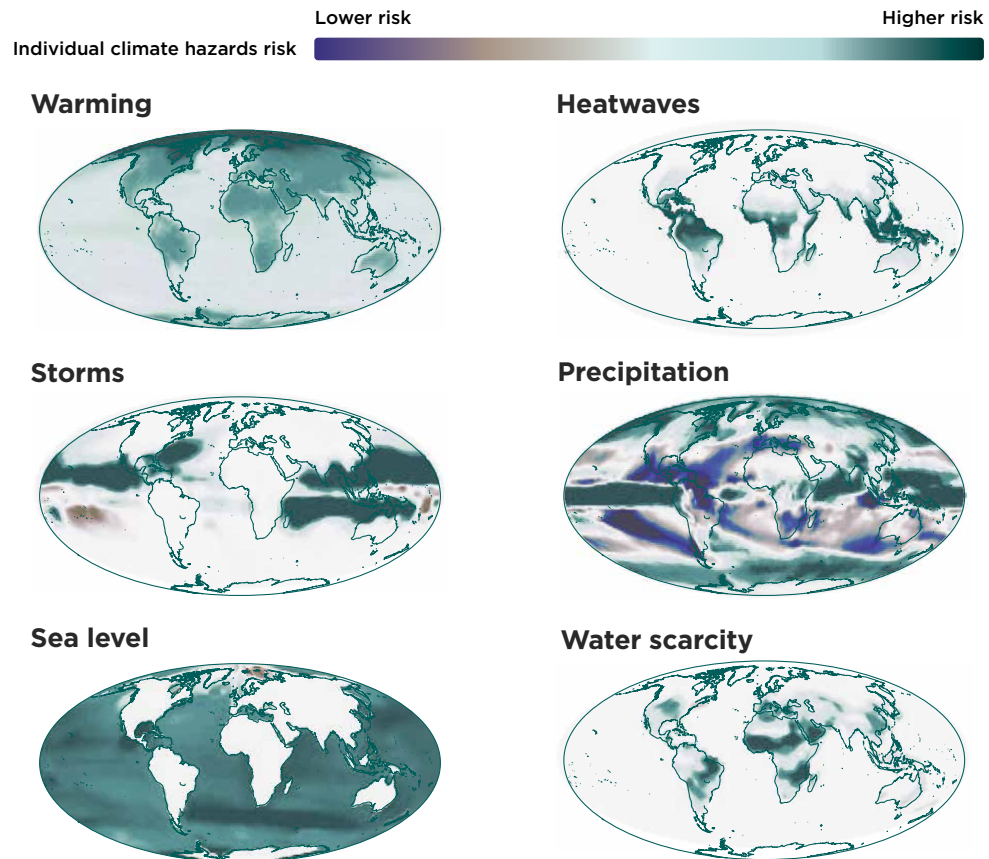 Lower risk
Higher risk
Individual climate hazards risk
Warming
Heatwaves
Storms
Precipitation
Sea level
Water scarcity